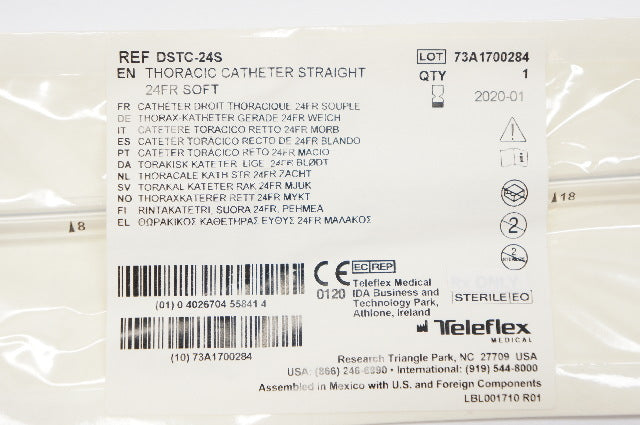 REF DSTC-24S
LOT 73A1700284
EN THORACIC CATHETER STRAIGHT
24FR SOFT
QTY 1
2020-01
FR CATHETER DROIT THORACIQUE 24FR SOUPLE
DE THORAX-KATHETER GERADE 24FR WEICH
IT CATETERE TORACICO RETTO 24FR MORB
ES CATETER TORACICO RECTO DE 24FR BLANDO
PT CATETER TORACICO RETO 24FR MACIO
DA TORAKISK KATETER LIGE 24FR BLØDT
NL THORACALE KATH STR 24FR ZACHT
SV TORAKAL KATETER RAK 24FR MJUK
NO THORAXKATERER RETT 24FR MYKT
FI RINTAKATETRI, SUORA 24FR, PEHMEA
EL ΘΩΡΑΚΙΚΟΣ ΚΑΘΕΤΗΡΑΣ ΕΥΘΥΣ 24FR ΜΑΛΑΚΟΣ
8
18
2
2
(01) 0 4026704 55841 4
(10) 73A1700284
CE 0120
EC REP
Teleflex Medical
IDA Business and
Technology Park,
Athlone, Ireland
Rx ONLY
STERILE EO
Teleflex
MEDICAL
Research Triangle Park, NC 27709 USA
USA: (866) 246-6990 • International: (919) 544-8000
Assembled in Mexico with U.S. and Foreign Components
LBL001710 R01